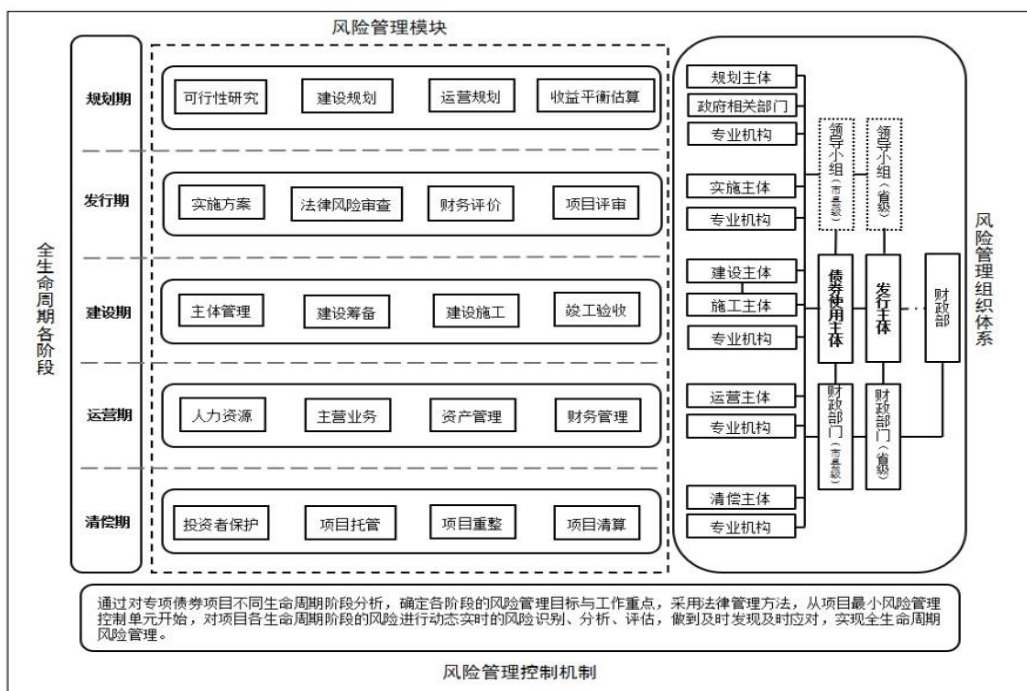 风险管理模块
全生命周期各阶段
规划期
可行性研究
建设规划
运营规划
收益平衡估算
发行期
实施方案
法律风险审查
财务评价
项目评审
建设期
主体管理
建设筹备
建设施工
竣工验收
运营期
人力资源
主营业务
资产管理
财务管理
清偿期
投资者保护
项目托管
项目重整
项目清算
规划主体
政府相关部门
专业机构
实施主体
专业机构
建设主体
施工主体
专业机构
运营主体
专业机构
清偿主体
专业机构
领导小组（市县级）
领导小组（省级）
债券使用主体
发行主体
财政部
财政部门（市县级）
财政部门（省级）
风险管理组织体系
通过对专项债券项目不同生命周期阶段分析，确定各阶段的风险管理目标与工作重点，采用法律管理方法，从项目最小风险管理
控制单元开始，对项目各生命周期阶段的风险进行动态实时的风险识别、分析、评估，做到及时发现及时应对，实现全生命周期
风险管理。
风险管理控制机制